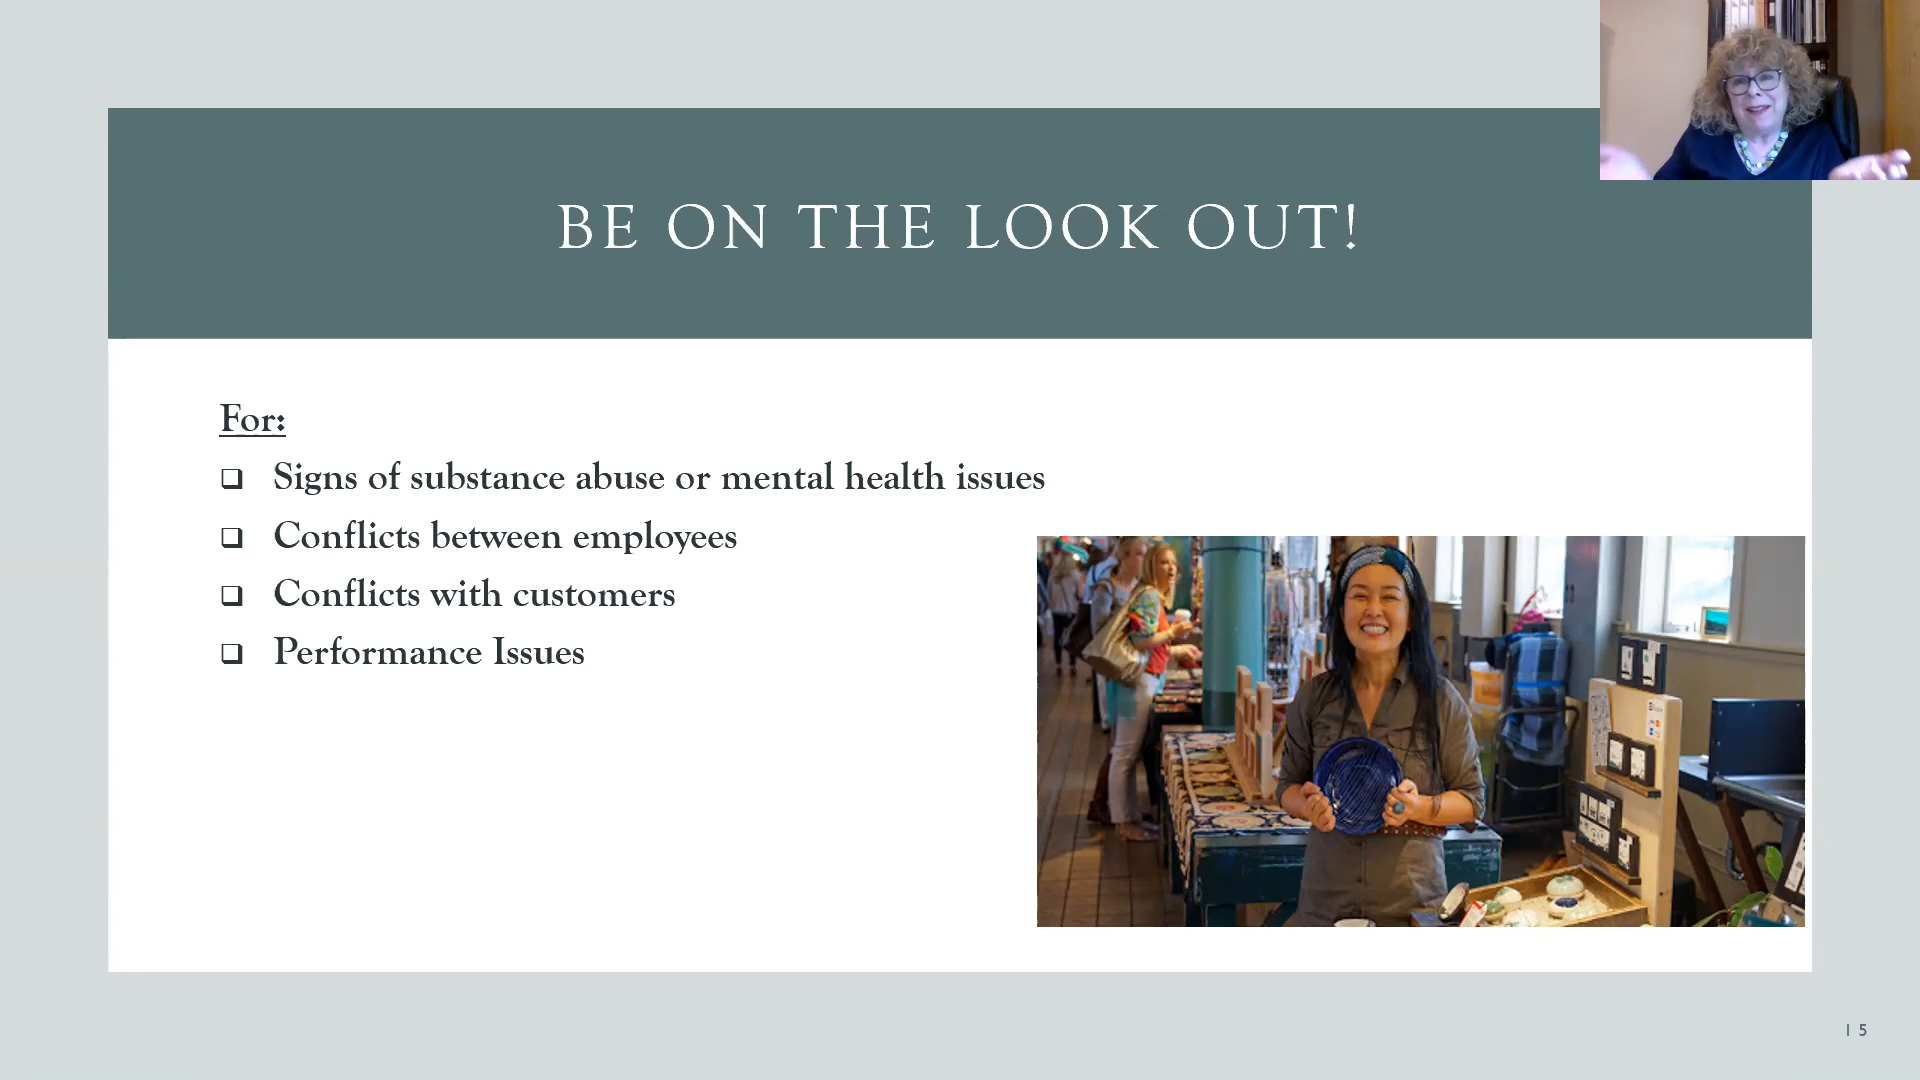 BE ON THE LOOK OUT!
For:
Signs of substance abuse or mental health issues
Conflicts between employees
Conflicts with customers
Performance Issues
15